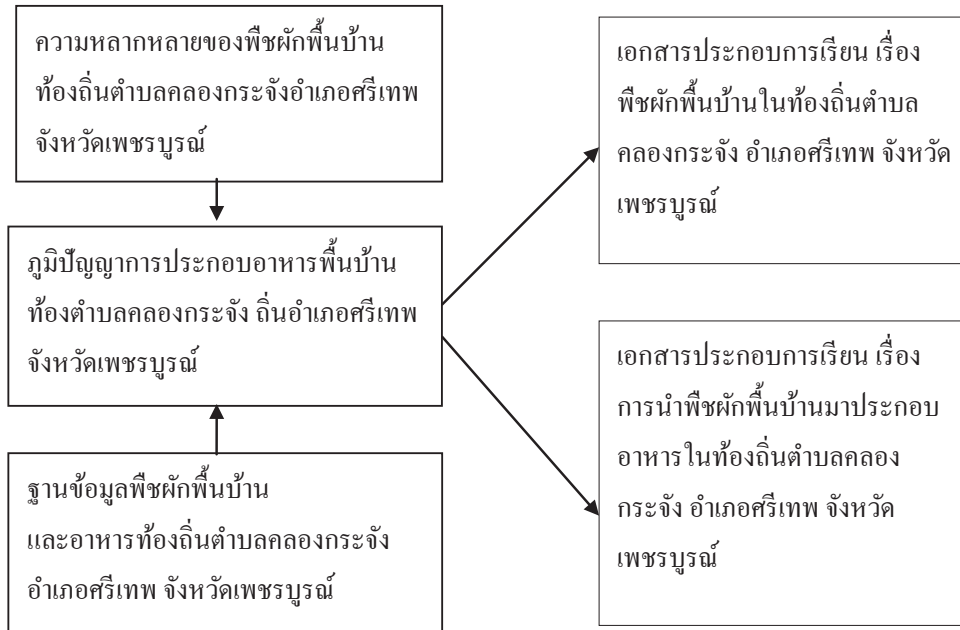 ความหลากหลายของพืชผักพื้นบ้าน
ท้องถิ่นตำบลคลองกระจังอำเภอศรีเทพ
จังหวัดเพชรบูรณ์
ภูมิปัญญาการประกอบอาหารพื้นบ้าน
ท้องตำบลคลองกระจัง ถิ่นอำเภอศรีเทพ
จังหวัดเพชรบูรณ์
ฐานข้อมูลพืชผักพื้นบ้าน
และอาหารท้องถิ่นตำบลคลองกระจัง
อำเภอศรีเทพ จังหวัดเพชรบูรณ์
เอกสารประกอบการเรียน เรื่อง
พืชผักพื้นบ้านในท้องถิ่นตำบล
คลองกระจัง อำเภอศรีเทพ จังหวัด
เพชรบูรณ์
เอกสารประกอบการเรียน เรื่อง
การนำพืชผักพื้นบ้านมาประกอบ
อาหารในท้องถิ่นตำบลคลอง
กระจัง อำเภอศรีเทพ จังหวัด
เพชรบูรณ์